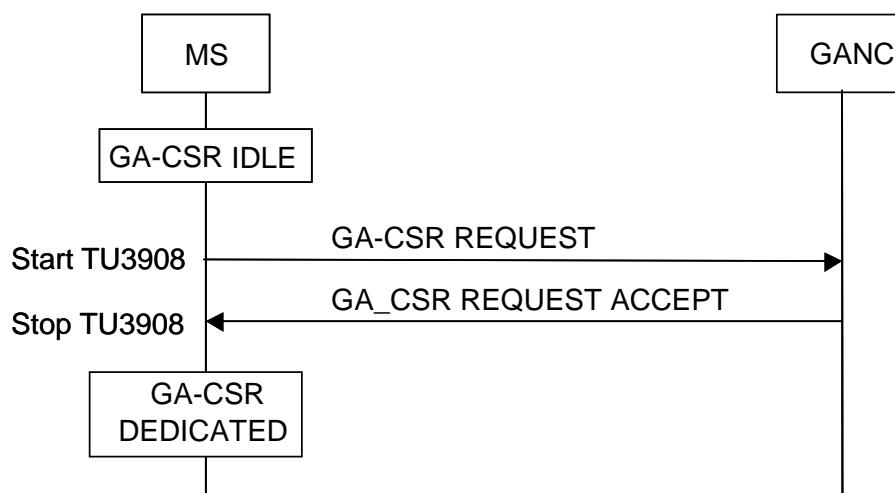 MS
GANC
GA-CSR IDLE
GA-CSR REQUEST
Start TU3908
GA_CSR REQUEST ACCEPT
Stop TU3908
GA-CSR
DEDICATED